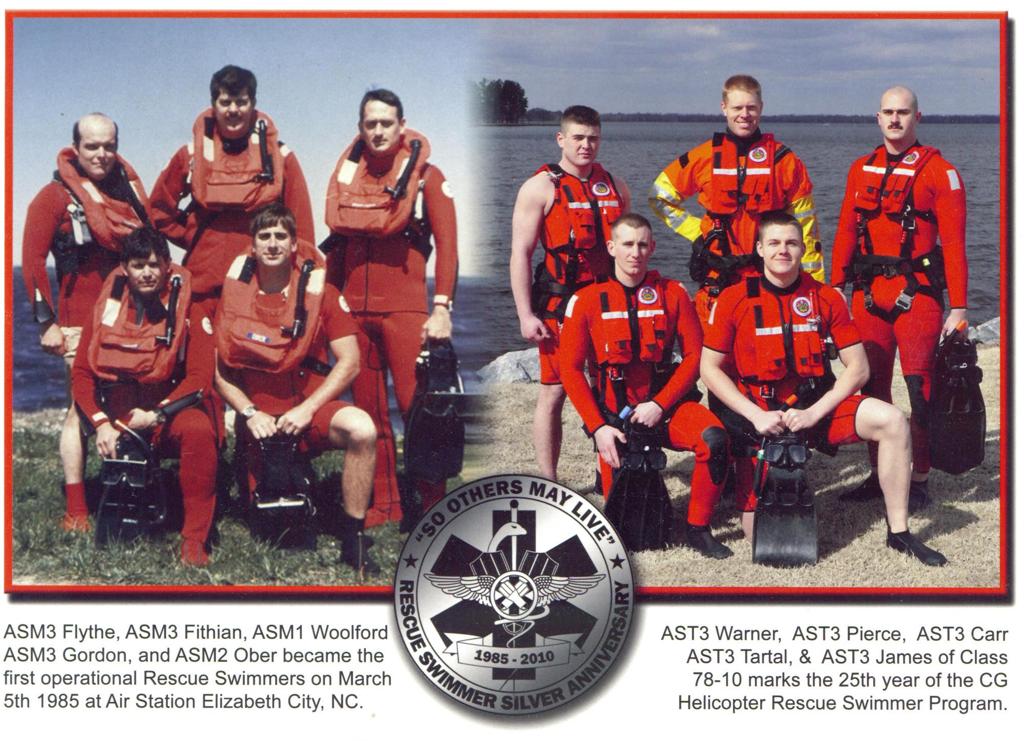 ASM3 Flythe, ASM3 Fithian, ASM1 Woolford
ASM3 Gordon, and ASM2 Ober became the
first operational Rescue Swimmers on March
5th 1985 at Air Station Elizabeth City, NC.
"SO OTHERS MAY LIVE"
1985 - 2010
RESCUE SWIMMER SILVER ANNIVERSARY
AST3 Warner, AST3 Pierce, AST3 Carr
AST3 Tartal, & AST3 James of Class
78-10 marks the 25th year of the CG
Helicopter Rescue Swimmer Program.